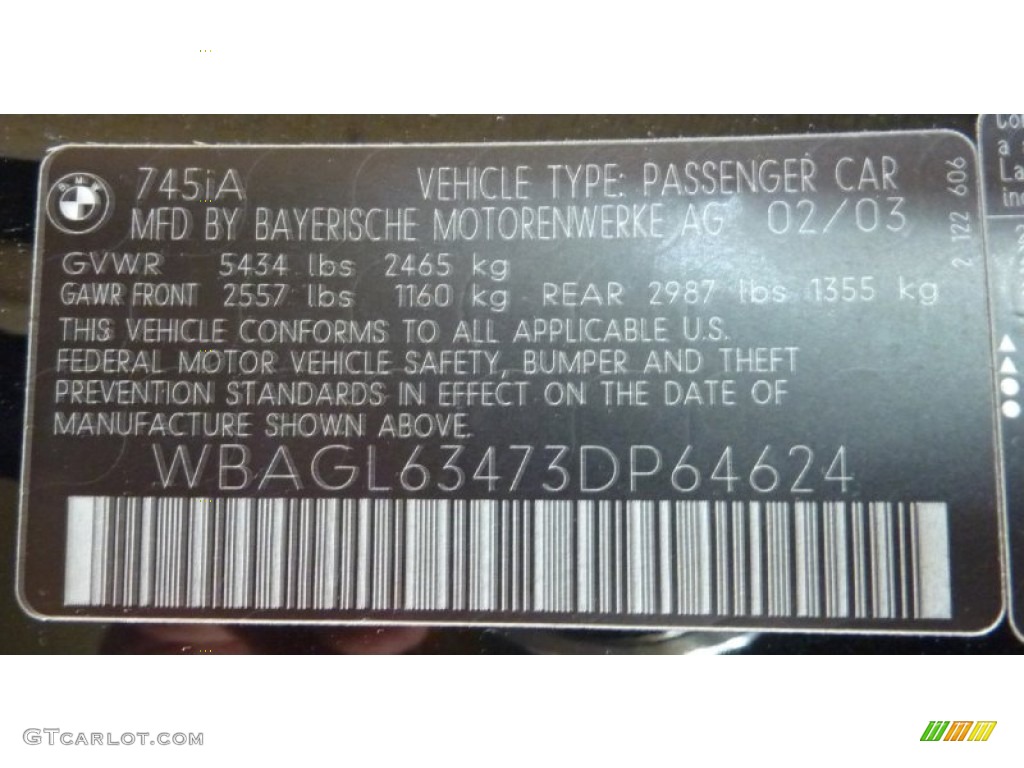 745iA VEHICLE TYPE: PASSENGER CAR
MFD BY BAYERISCHE MOTORENWERKE AG 02/03
GVWR 5434 lbs 2465 kg
GAWR FRONT 2557 lbs 1160 kg REAR 2987 lbs 1355 kg
THIS VEHICLE CONFORMS TO ALL APPLICABLE U.S.
FEDERAL MOTOR VEHICLE SAFETY, BUMPER AND THEFT
PREVENTION STANDARDS IN EFFECT ON THE DATE OF
MANUFACTURE SHOWN ABOVE.
WBAGL63473DP64624
2 122 606
BMW
a
La
GTCARLOT.COM